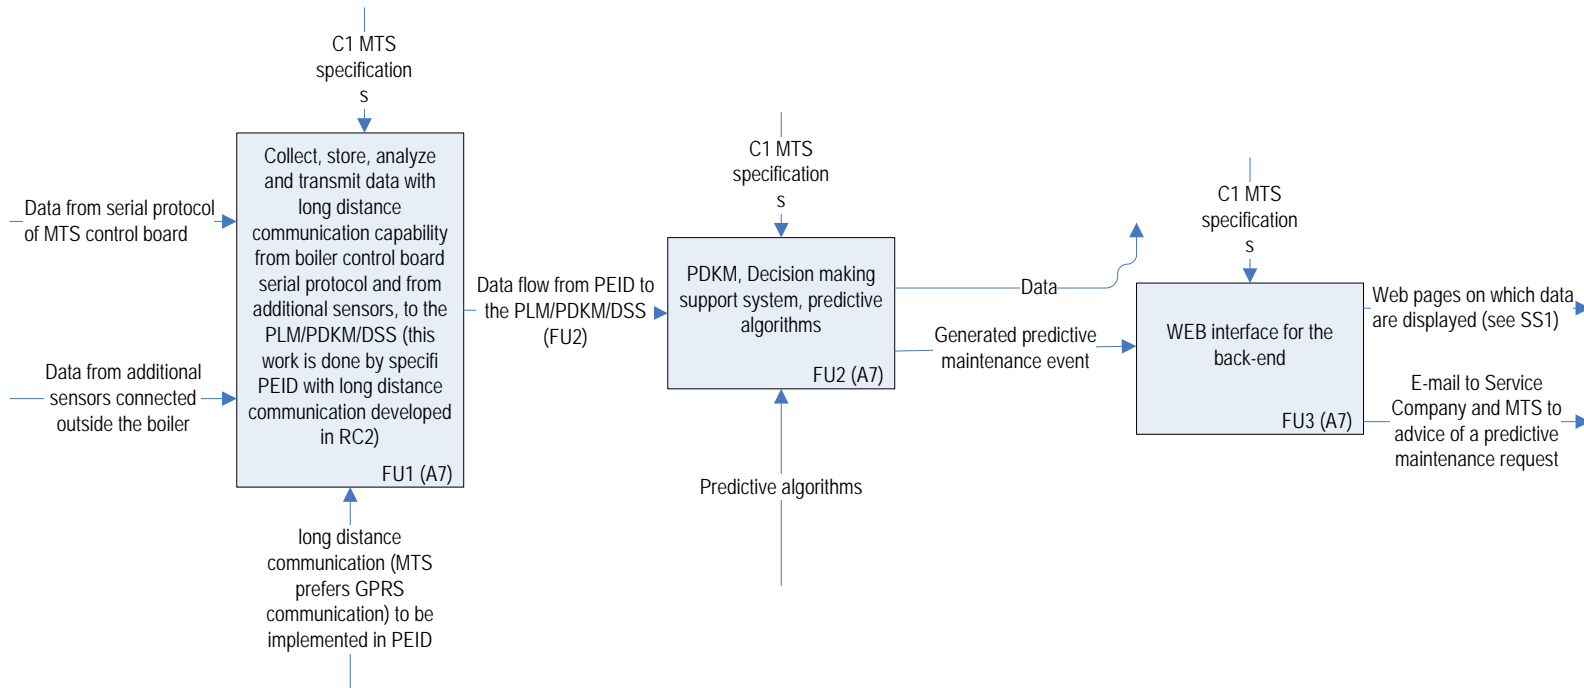 C1 MTS
specification
s
Data from serial protocol
of MTS control board
Data from additional
sensors connected
outside the boiler
Collect, store, analyze
and transmit data with
long distance
communication capability
from boiler control board
serial protocol and from
additional sensors, to the
PLM/PDKM/DSS (this
work is done by specifi
PEID with long distance
communication developed
in RC2)
FU1 (A7)
long distance
communication (MTS
prefers GPRS
communication) to be
implemented in PEID
Data flow from PEID to
the PLM/PDKM/DSS
(FU2)
C1 MTS
specification
s
PDKM, Decision making
support system, predictive
algorithms
FU2 (A7)
Predictive algorithms
Data
Generated predictive
maintenance event
C1 MTS
specification
s
WEB interface for the
back-end
FU3 (A7)
Web pages on which data
are displayed (see SS1)
E-mail to Service
Company and MTS to
advice of a predictive
maintenance request